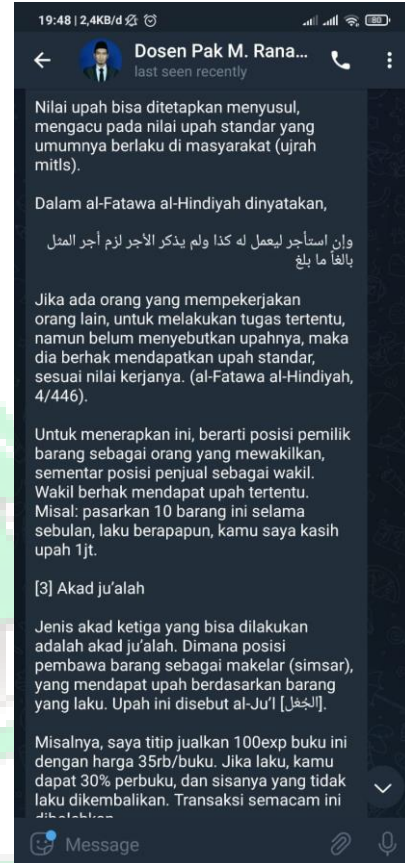 19:48 | 2,4KB/d
80
Dosen Pak M. Rana...
last seen recently
Nilai upah bisa ditetapkan menyusul,
mengacu pada nilai upah standar yang
umumnya berlaku di masyarakat (ujrah
mitls).
Dalam al-Fatawa al-Hindiyah dinyatakan,
وإن استأجر ليعمل له كذا ولم يذكر الأجر لزم أجر المثل
بالغاً ما بلغ
Jika ada orang yang mempekerjakan
orang lain, untuk melakukan tugas tertentu,
namun belum menyebutkan upahnya, maka
dia berhak mendapatkan upah standar,
sesuai nilai kerjanya. (al-Fatawa al-Hindiyah,
4/446).
Untuk menerapkan ini, berarti posisi pemilik
barang sebagai orang yang mewakilkan,
sementar posisi penjual sebagai wakil.
Wakil berhak mendapat upah tertentu.
Misal: pasarkan 10 barang ini selama
sebulan, laku berapapun, kamu saya kasih
upah 1jt.
[3] Akad ju’alah
Jenis akad ketiga yang bisa dilakukan
adalah akad ju’alah. Dimana posisi
pembawa barang sebagai makelar (simsar),
yang mendapat upah berdasarkan barang
yang laku. Upah ini disebut al-Ju’l [الجُعْل].
Misalnya, saya titip jualkan 100exp buku ini
dengan harga 35rb/buku. Jika laku, kamu
dapat 30% perbuku, dan sisanya yang tidak
laku dikembalikan. Transaksi semacam ini
dibolehkan
Message